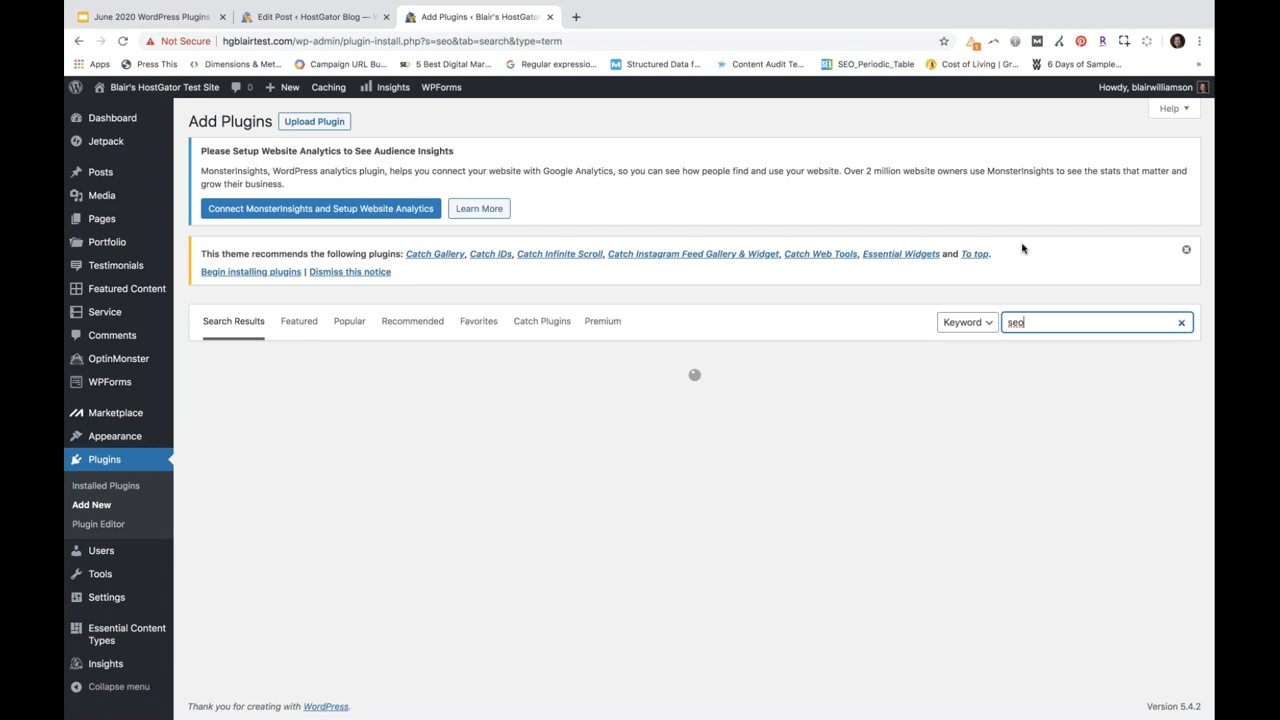 June 2020 WordPress Plugins
Edit Post ‹ HostGator Blog — W
Add Plugins ‹ Blair's HostGator
Not Secure | hgblairtest.com/wp-admin/plugin-install.php?s=seo&tab=search&type=term
Apps
Press This
Dimensions & Met...
Campaign URL Bu...
5 Best Digital Mar...
Regular expressio...
Structured Data f...
Content Audit Te...
SEO_Periodic_Table
Cost of Living | Gr...
6 Days of Sample...
»
Blair's HostGator Test Site
0
New
Caching
Insights
WPForms
Howdy, blairwilliamson
Dashboard
Jetpack
Posts
Media
Pages
Portfolio
Testimonials
Featured Content
Service
Comments
OptinMonster
WPForms
Marketplace
Appearance
Plugins
Installed Plugins
Add New
Plugin Editor
Users
Tools
Settings
Essential Content
Types
Insights
Collapse menu
Help
Add Plugins
Upload Plugin
Please Setup Website Analytics to See Audience Insights
MonsterInsights, WordPress analytics plugin, helps you connect your website with Google Analytics, so you can see how people find and use your website. Over 2 million website owners use MonsterInsights to see the stats that matter and
grow their business.
Connect MonsterInsights and Setup Website Analytics
Learn More
This theme recommends the following plugins: Catch Gallery, Catch IDs, Catch Infinite Scroll, Catch Instagram Feed Gallery & Widget, Catch Web Tools, Essential Widgets and To top.
Begin installing plugins | Dismiss this notice
Search Results
Featured
Popular
Recommended
Favorites
Catch Plugins
Premium
Keyword
seo
Thank you for creating with WordPress.
Version 5.4.2